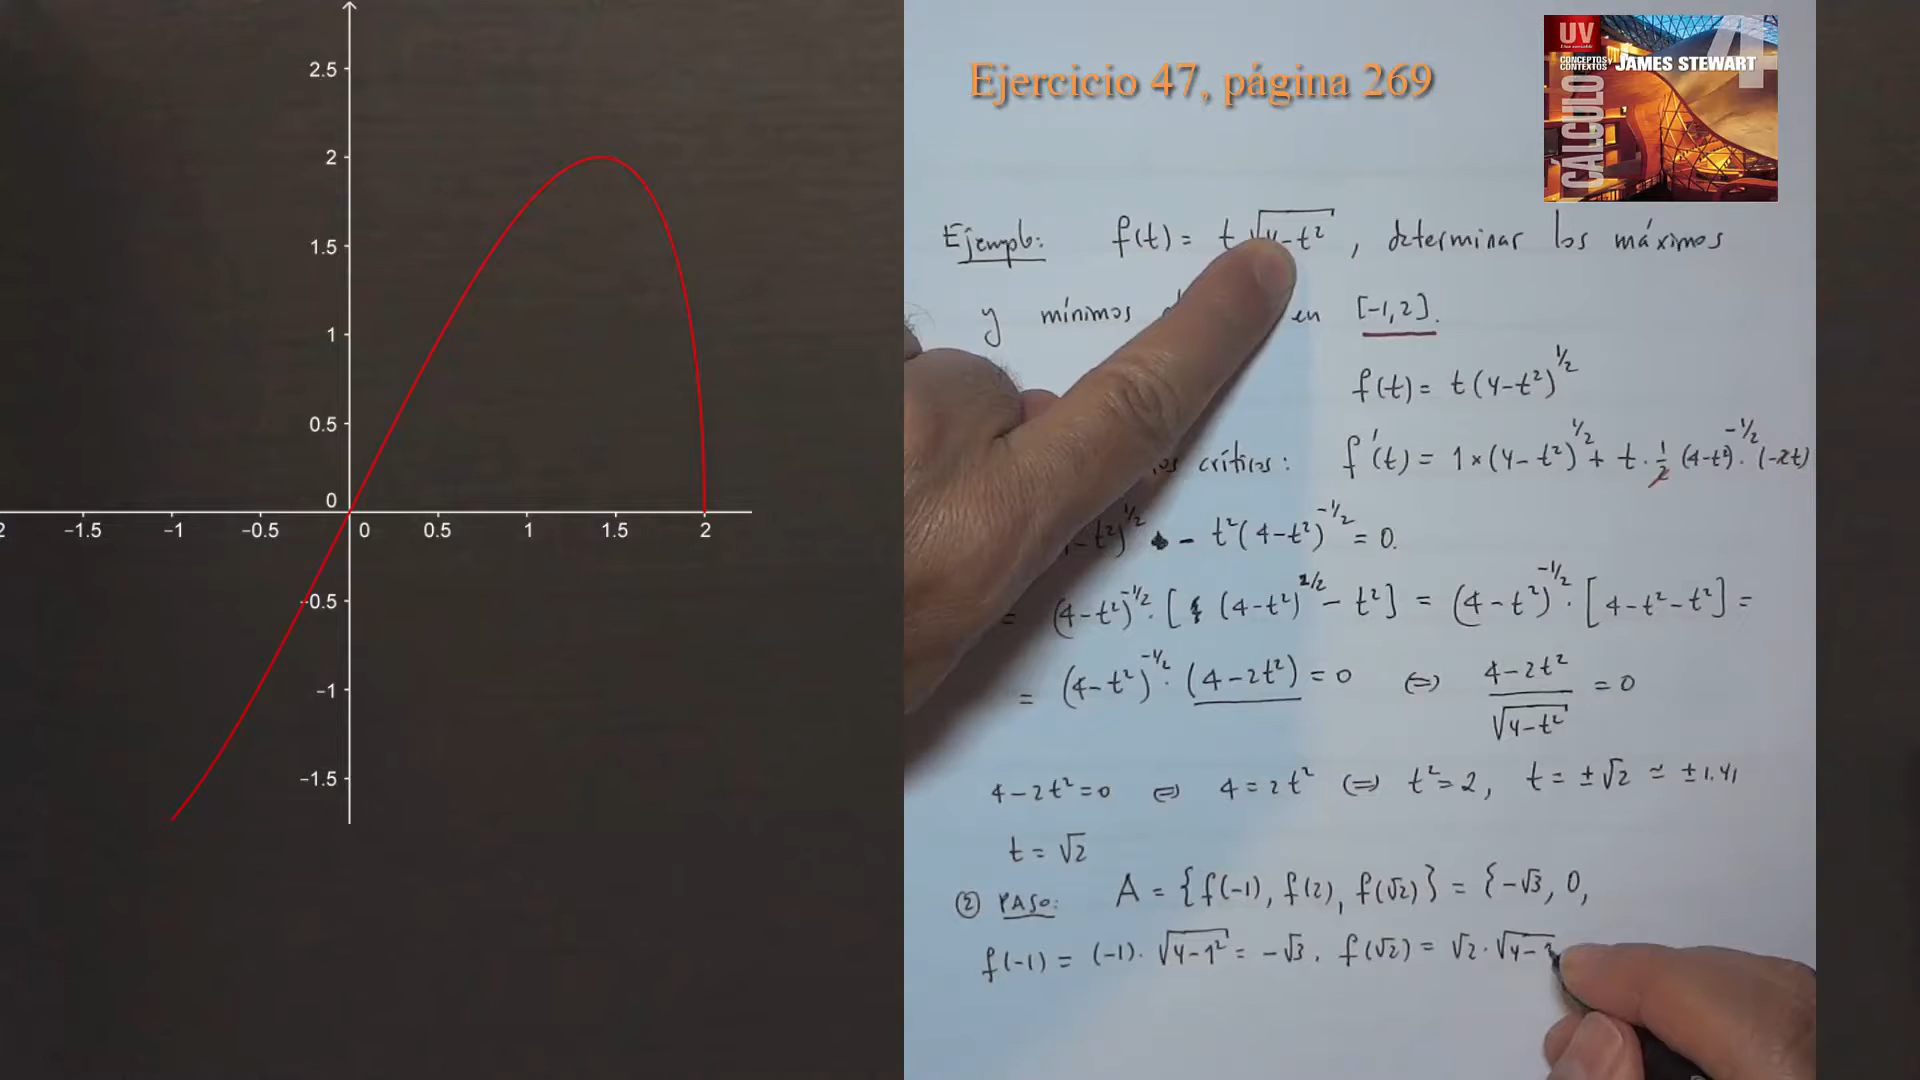 2.5
2
1.5
1
0.5
0
-0.5
-1
-1.5
-1.5 -1 -0.5 0 0.5 1 1.5 2
Ejercicio 47, página 269
UV
CONCEPTOS Y CONTEXTOS
JAMES STEWART
4
CÁLCULO
Ejemplo: f(t) = t √4-t² , determinar los máximos
y mínimos en [-1,2].
f(t) = t (4-t²)^1/2
críticos: f'(t) = 1×(4-t²)^1/2 + t·1/2 (4-t²)^-1/2·(-2t)
-t²)^1/2 - t²(4-t²)^-1/2 = 0.
= (4-t²)^-1/2·[ (4-t²)^2/2 - t²] = (4-t²)^-1/2·[4-t²-t²] =
= (4-t²)^-1/2·(4-2t²) = 0 ⇔ 4-2t²/√4-t² = 0
4-2t²=0 ⇔ 4=2t² ⇔ t²=2, t=±√2 ≃ ±1.41
t = √2
② PASO: A = {f(-1), f(2), f(√2)} = {-√3, 0,
f(-1) = (-1)·√4-1² = -√3. f(√2) = √2·√4-